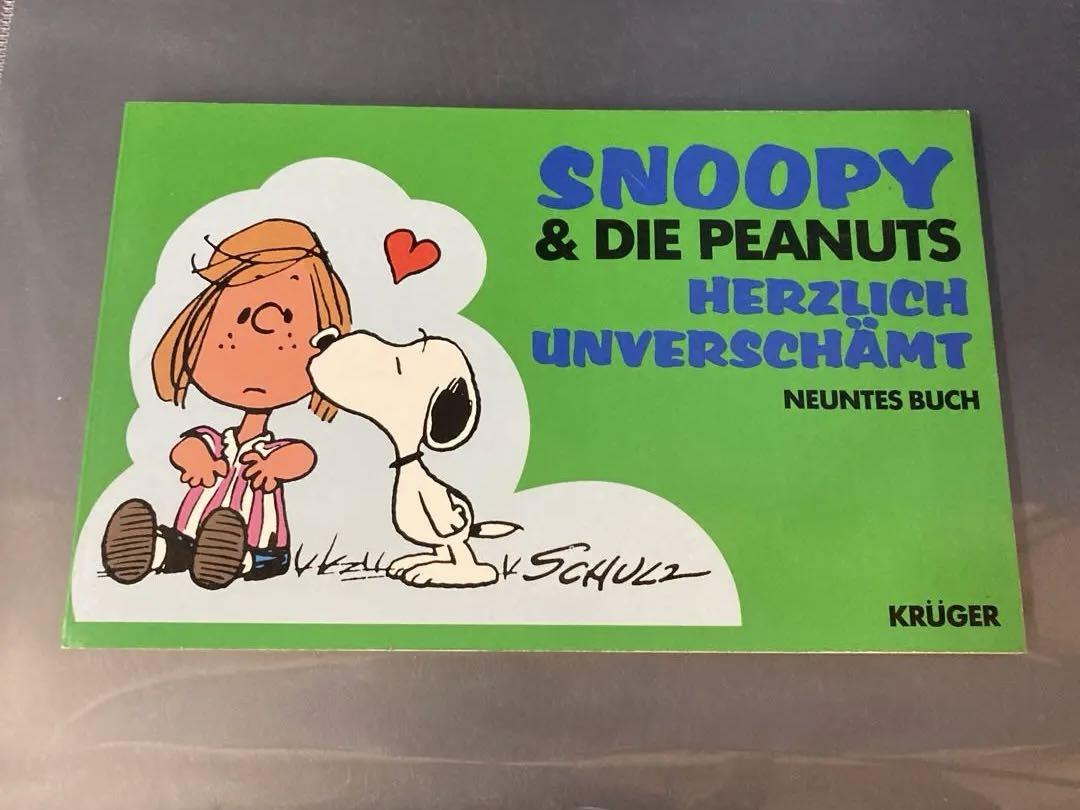 SNOOPY
& DIE PEANUTS
HERZLICH
UNVERSCHÄMT
NEUNTES BUCH
SCHULZ
KRÜGER